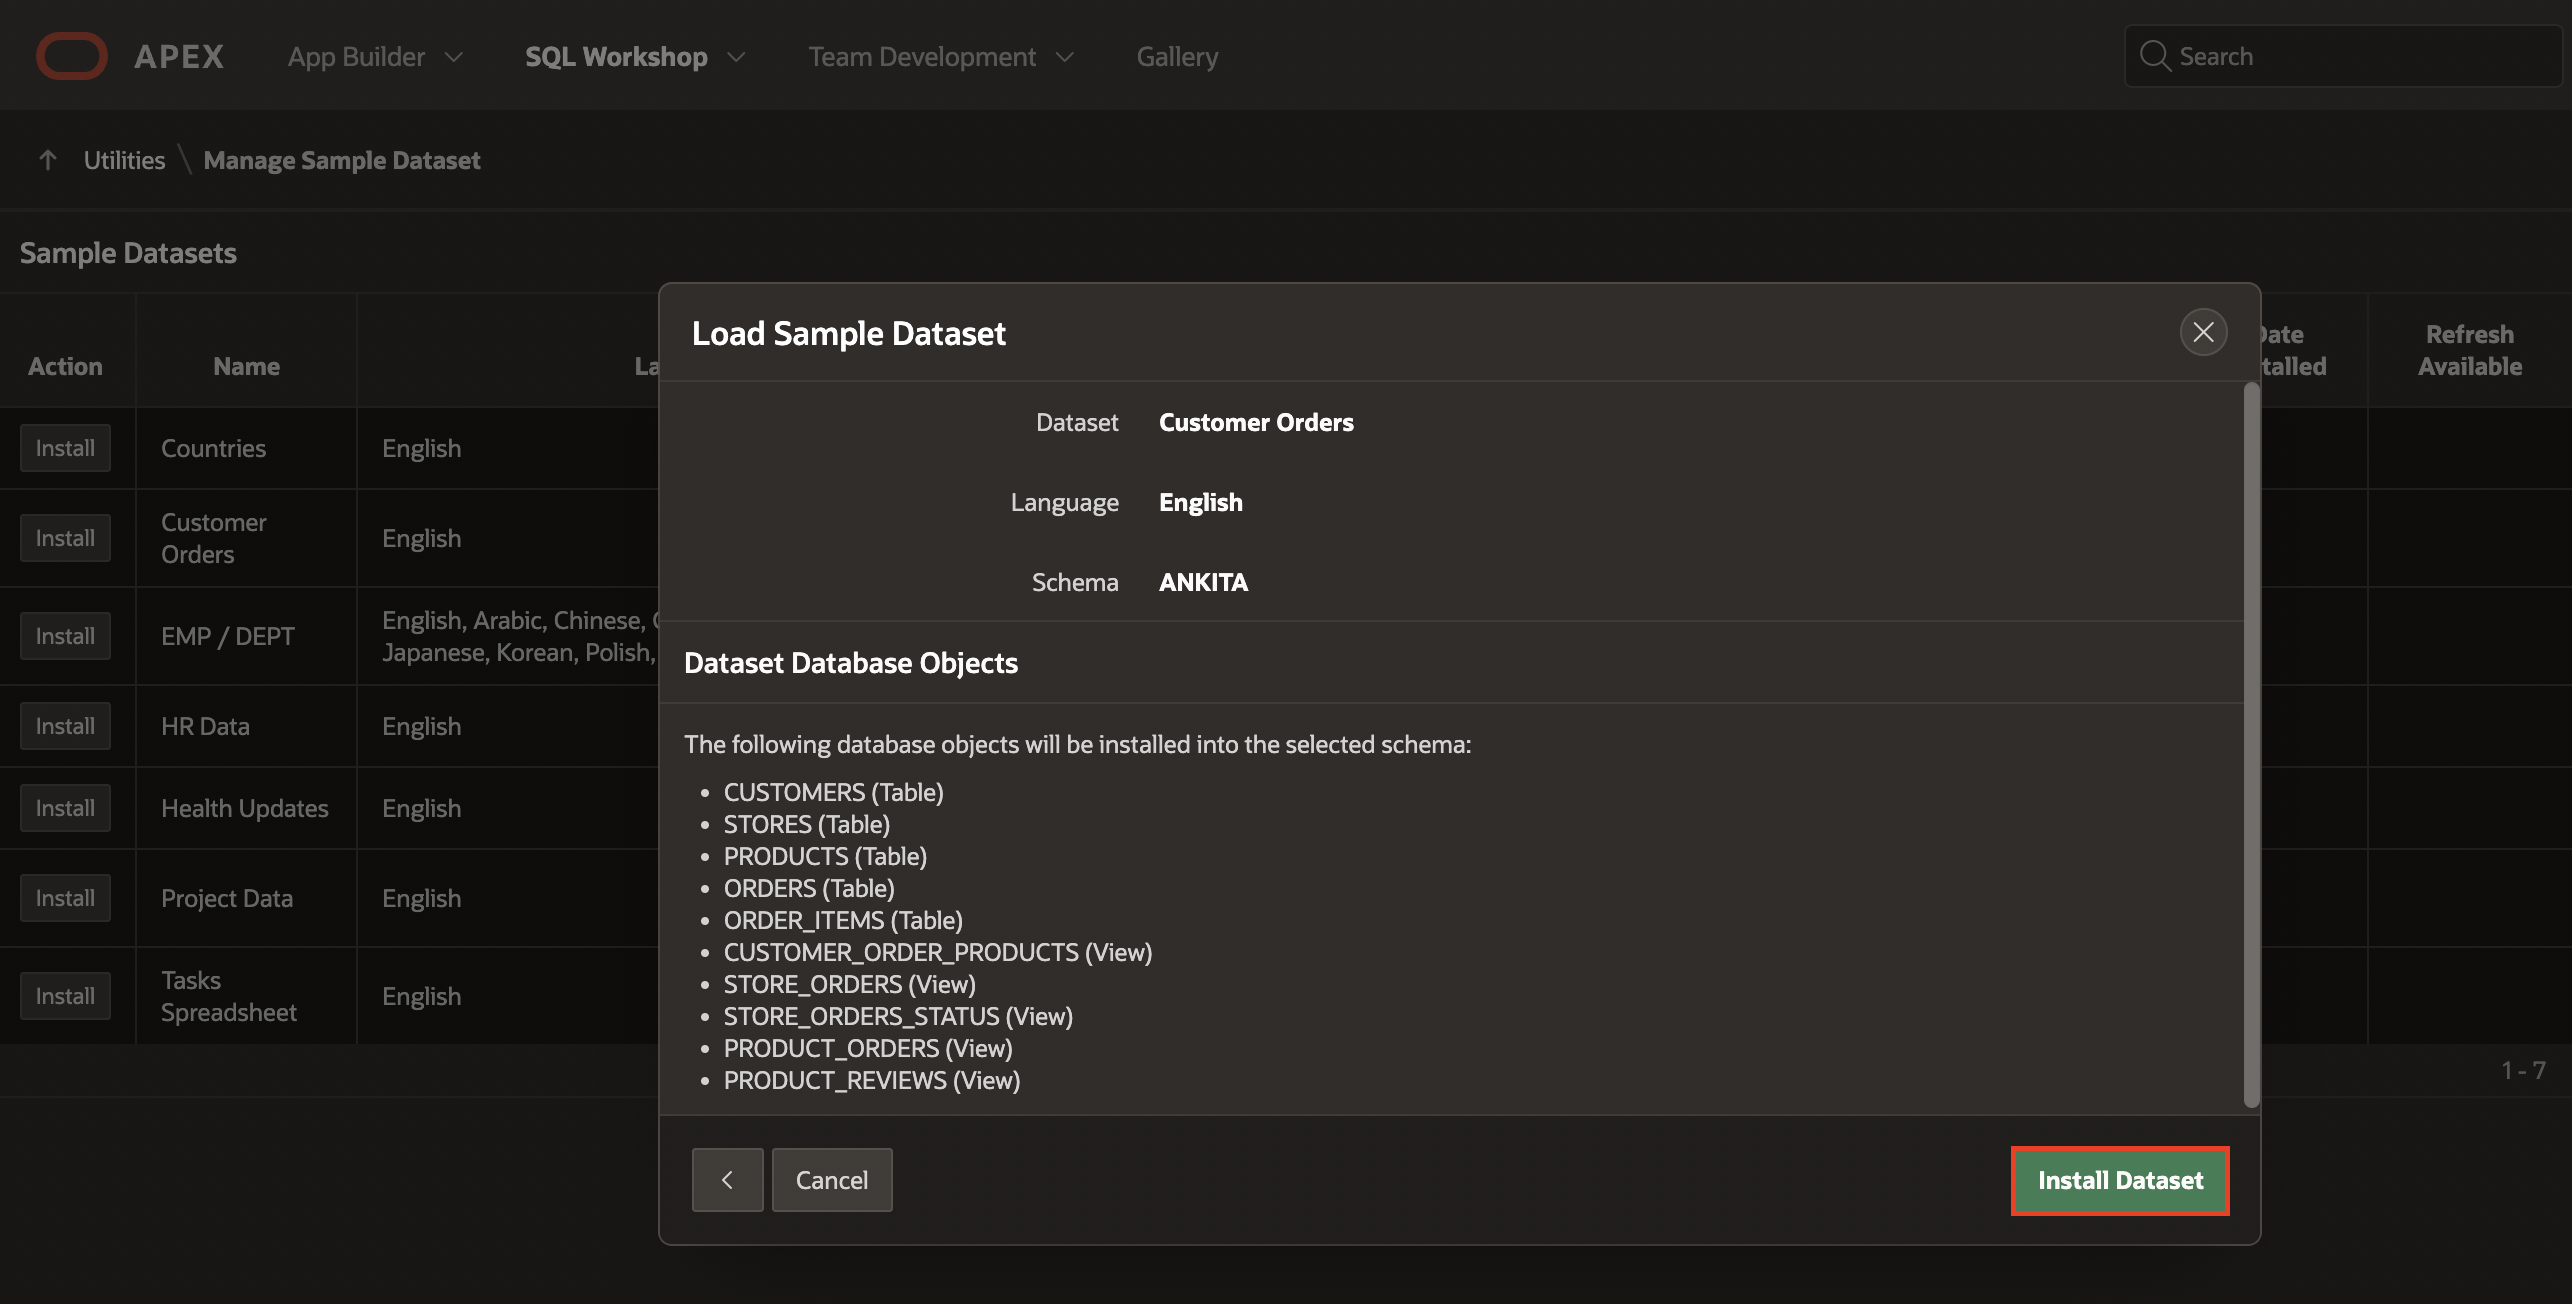 APEX App Builder SQL Workshop Team Development Gallery Search
Utilities \ Manage Sample Dataset
Sample Datasets
Load Sample Dataset
Action Name
Refresh
Available
Install Countries English
Install Customer
Orders English
Install EMP / DEPT English, Arabic, Chinese,
Japanese, Korean, Polish,
Install HR Data English
Install Health Updates English
Install Project Data English
Install Tasks
Spreadsheet English
1 - 7
Dataset Customer Orders
Language English
Schema ANKITA
Dataset Database Objects
The following database objects will be installed into the selected schema:
• CUSTOMERS (Table)
• STORES (Table)
• PRODUCTS (Table)
• ORDERS (Table)
• ORDER_ITEMS (Table)
• CUSTOMER_ORDER_PRODUCTS (View)
• STORE_ORDERS (View)
• STORE_ORDERS_STATUS (View)
• PRODUCT_ORDERS (View)
• PRODUCT_REVIEWS (View)
Cancel
Install Dataset